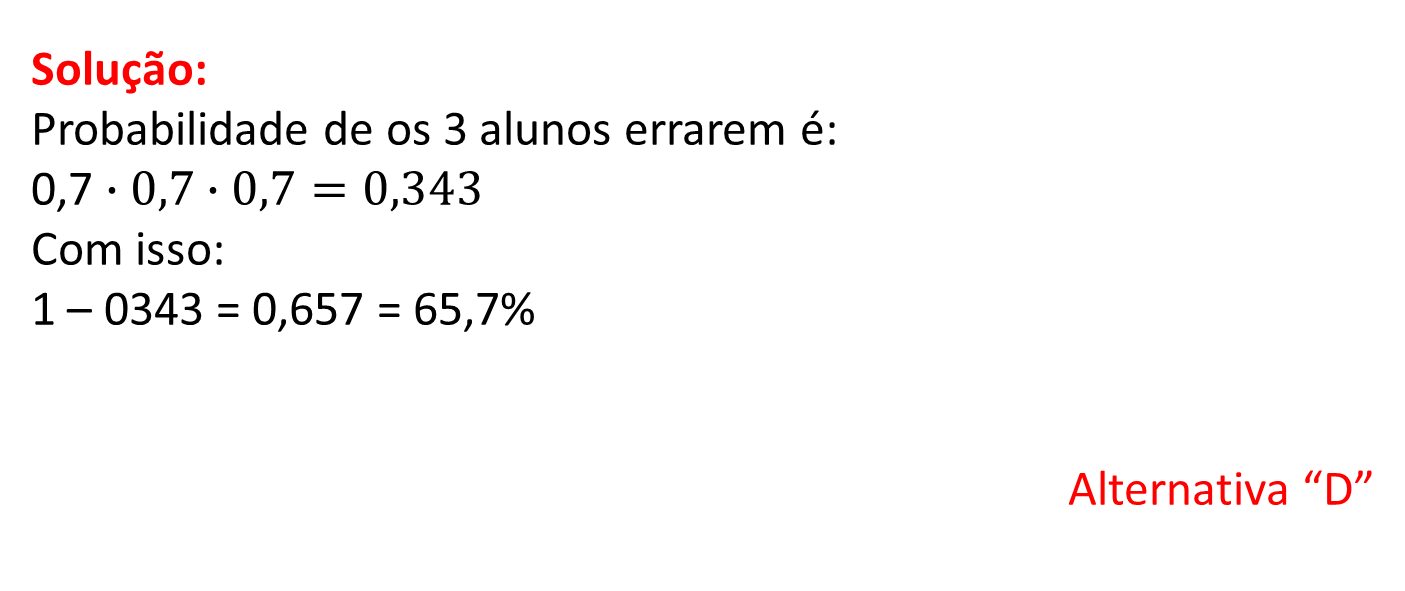 Solução:
Probabilidade de os 3 alunos errarem é:
0,7 · 0,7 · 0,7 = 0,343
Com isso:
1 – 0343 = 0,657 = 65,7%
Alternativa “D”